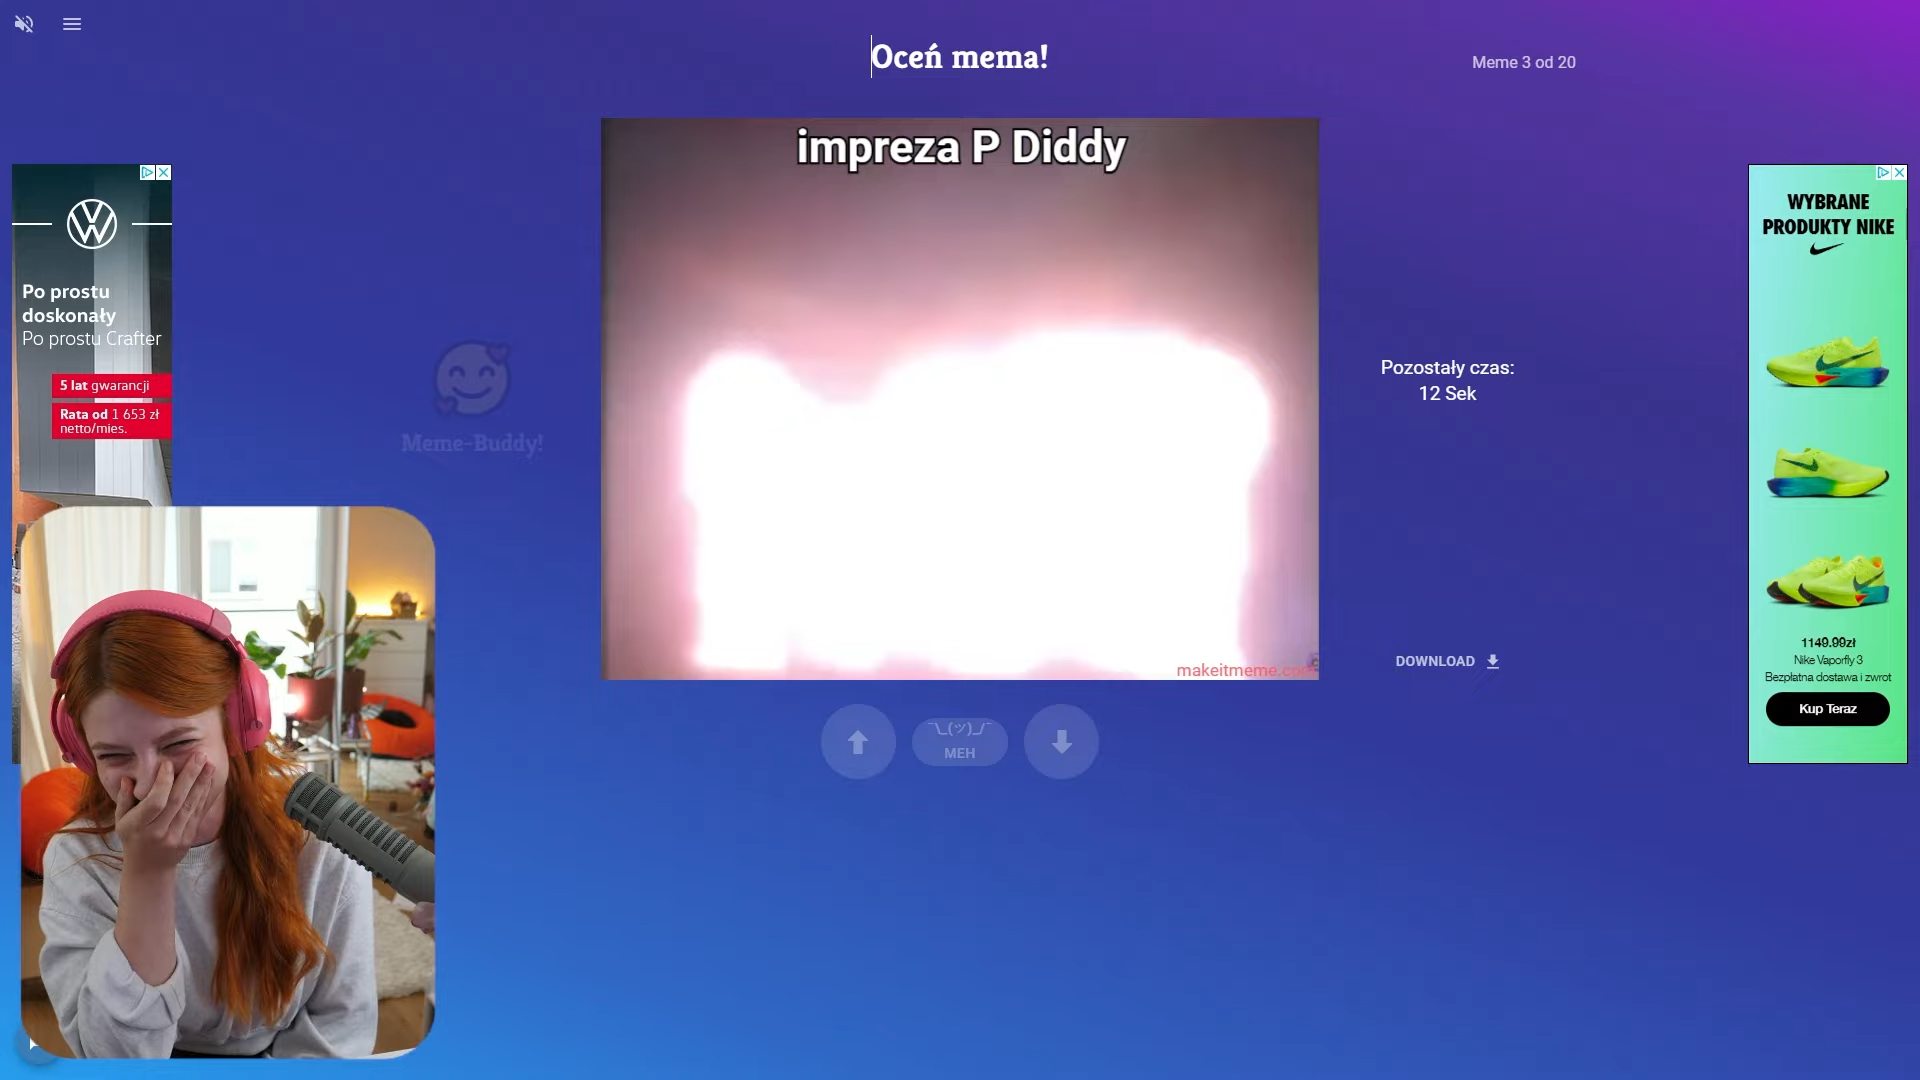 Oceń mema!
Meme 3 od 20
impreza P Diddy
Po prostu
doskonały
Po prostu Crafter
5 lat gwarancji
Rata od 1 653 zł
netto/mies.
Meme-Buddy!
makeitmeme.com
Pozostały czas:
12 Sek
DOWNLOAD
¯\_(ツ)_/¯
MEH
WYBRANE
PRODUKTY NIKE
1149.99zł
Nike Vaporfly 3
Bezpłatna dostawa i zwrot
Kup Teraz